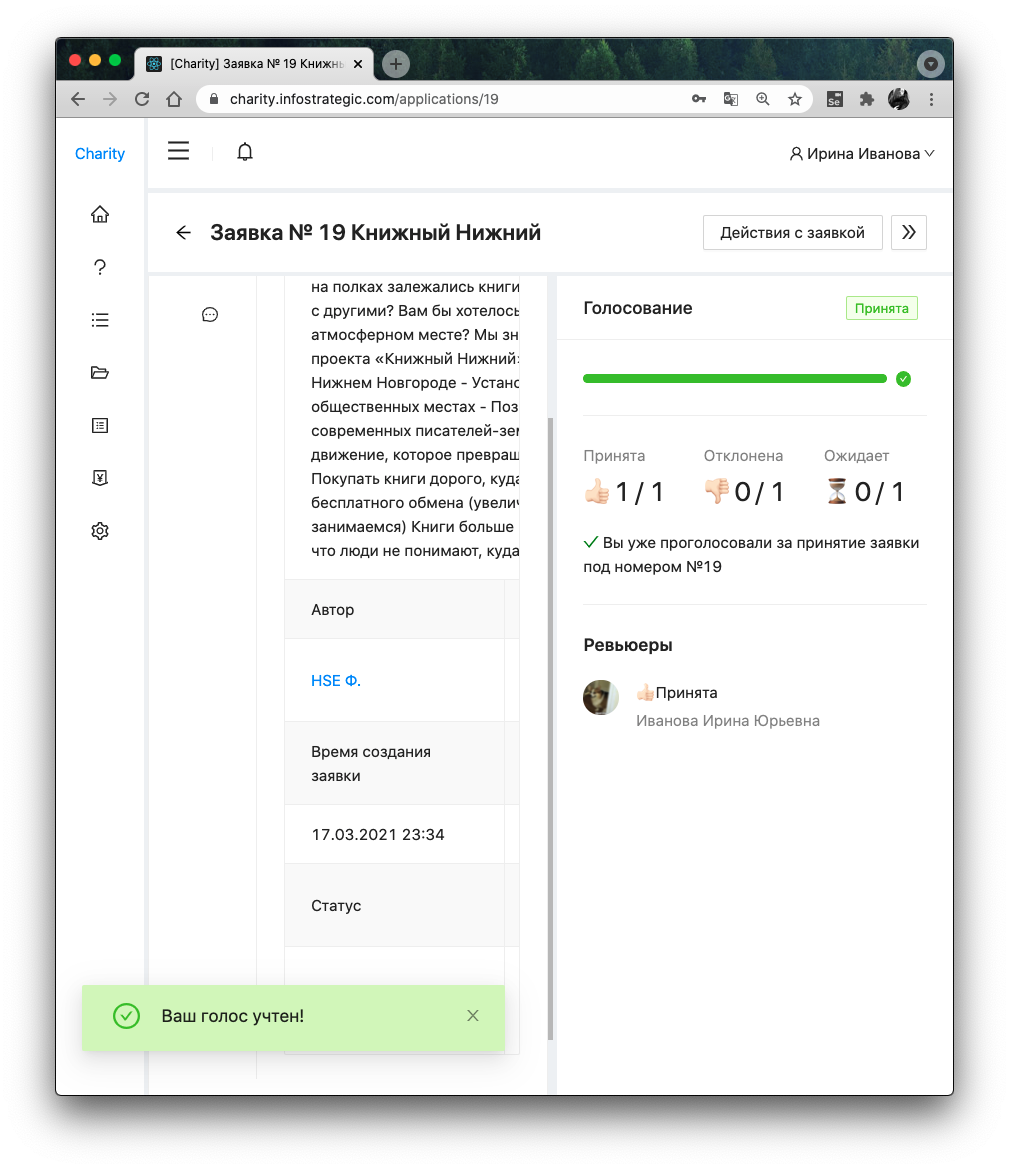 [Charity] Заявка № 19 Книжнь
charity.infostrategic.com/applications/19
Se
Charity
Ирина Иванова
Заявка № 19 Книжный Нижний
Действия с заявкой
на полках залежались книги
с другими? Вам бы хотелось
атмосферном месте? Мы зн
проекта «Книжный Нижний»
Нижнем Новгороде - Устано
общественных местах - Поз
современных писателей-зем
движение, которое превращ
Покупать книги дорого, куда
бесплатного обмена (увелич
занимаемся) Книги больше
что люди не понимают, куда
Автор
HSE Ф.
Время создания
заявки
17.03.2021 23:34
Статус
Ваш голос учтен!
Голосование
Принята
Принята
Отклонена
Ожидает
1 / 1
0 / 1
0 / 1
Вы уже проголосовали за принятие заявки
под номером №19
Ревьюеры
Принята
Иванова Ирина Юрьевна